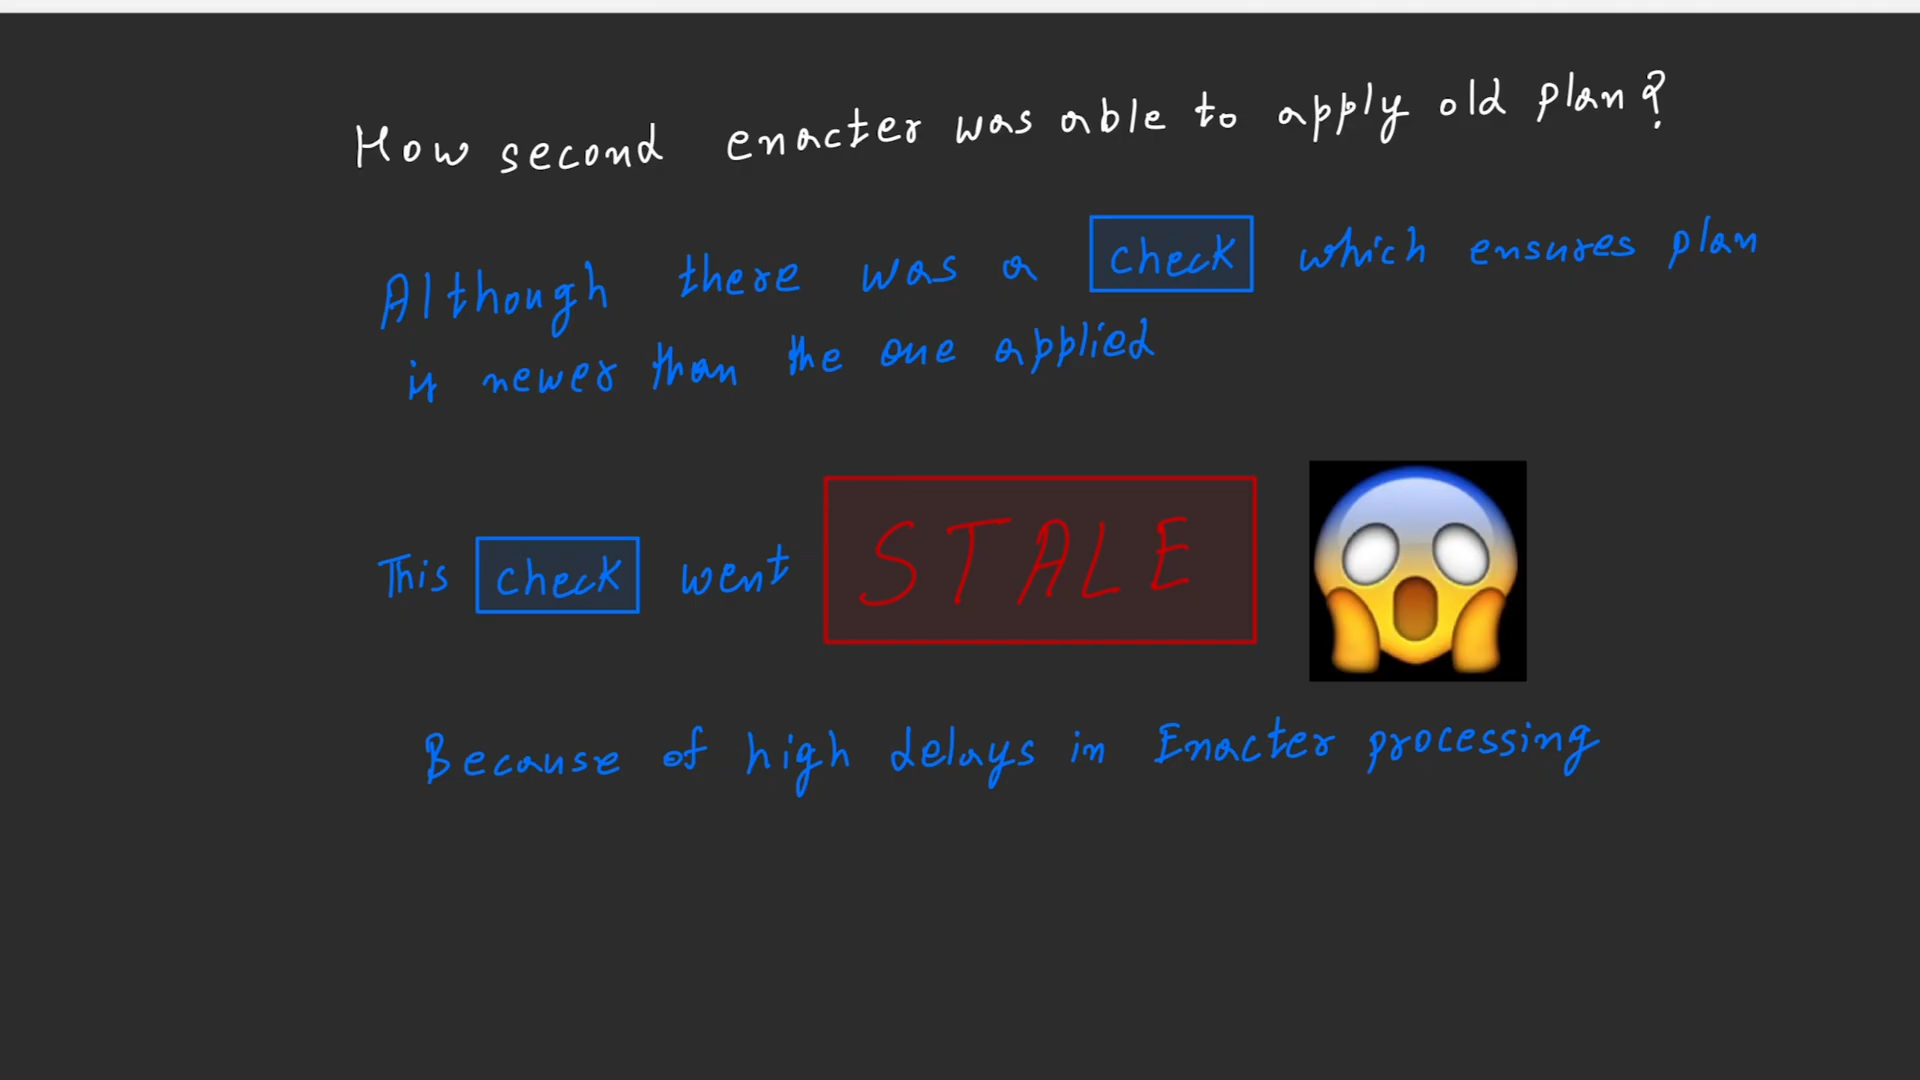 How second enacter was able to apply old plan?
Although there was a check which ensures plan
is newer than the one applied
This check went STALE
Because of high delays in Enacter processing